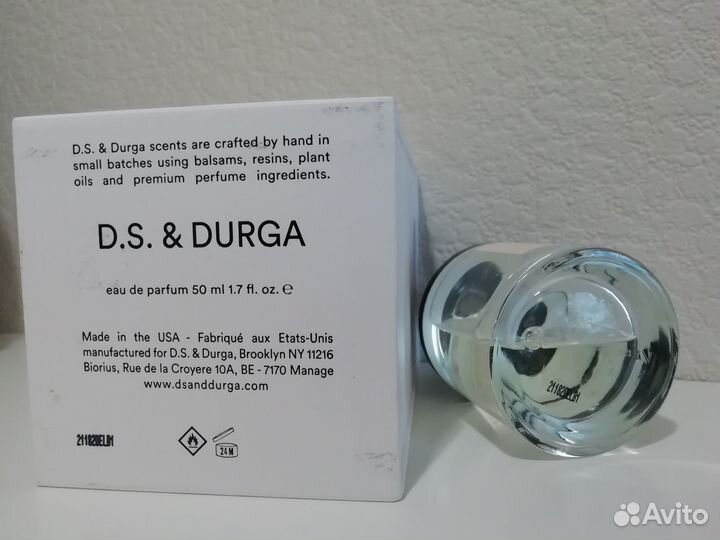 D.S. & Durga scents are crafted by hand in
small batches using balsams, resins, plant
oils and premium perfume ingredients.
D.S. & DURGA
eau de parfum 50 ml 1.7 fl. oz. e
Made in the USA - Fabriqué aux Etats-Unis
manufactured for D.S. & Durga, Brooklyn NY 11216
Biorius, Rue de la Croyere 10A, BE - 7170 Manage
www.dsanddurga.com
21102DEL01
24 M
21102DEL01
Avito